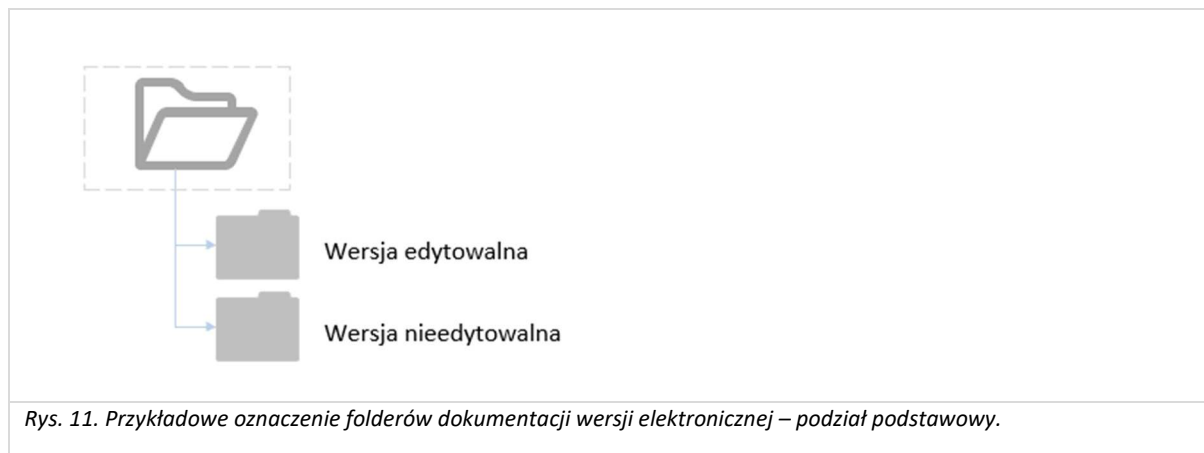 Wersja edytowalna
Wersja nieedytowalna
Rys. 11. Przykładowe oznaczenie folderów dokumentacji wersji elektronicznej – podział podstawowy.